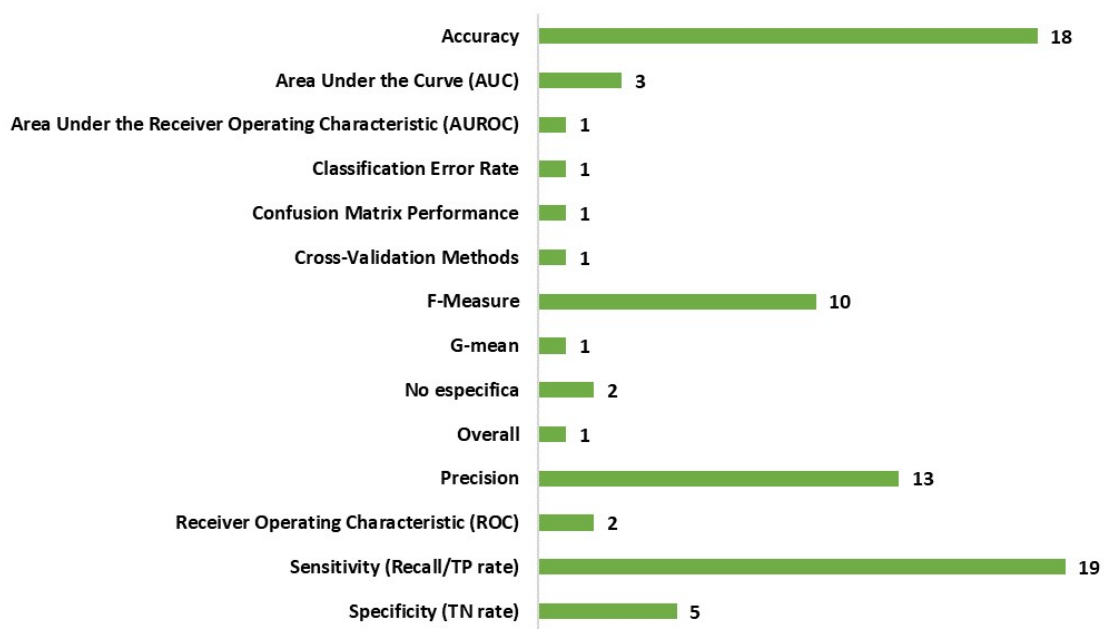 Accuracy 18
Area Under the Curve (AUC) 3
Area Under the Receiver Operating Characteristic (AUROC) 1
Classification Error Rate 1
Confusion Matrix Performance 1
Cross-Validation Methods 1
F-Measure 10
G-mean 1
No especifica 2
Overall 1
Precision 13
Receiver Operating Characteristic (ROC) 2
Sensitivity (Recall/TP rate) 19
Specificity (TN rate) 5